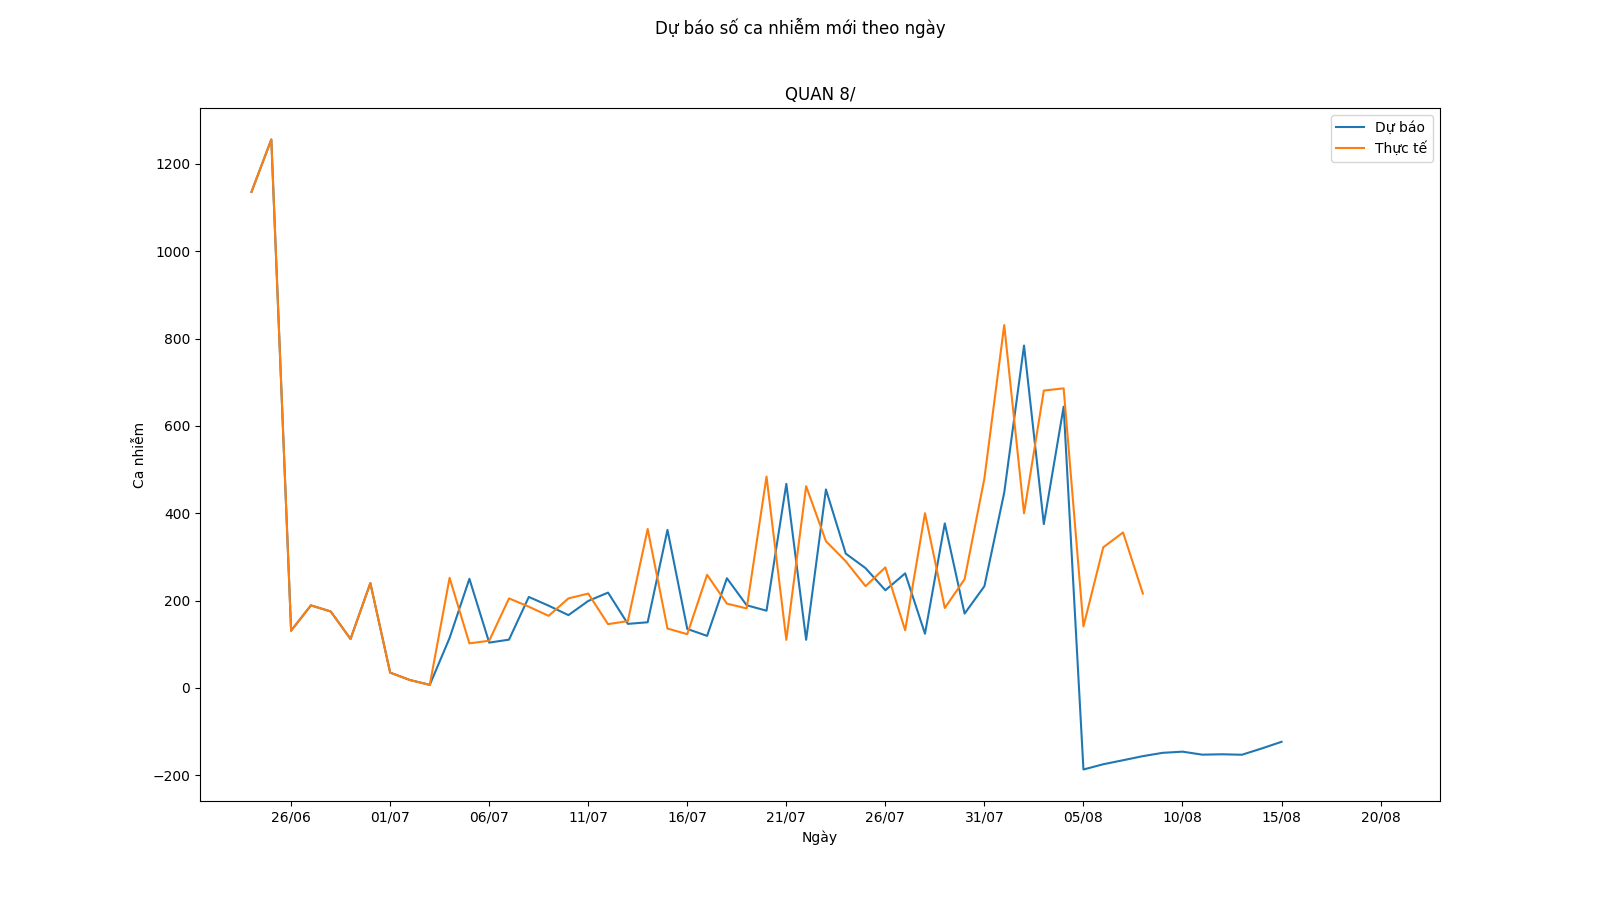 Dự báo số ca nhiễm mới theo ngày
QUAN 8/
Dự báo
Thực tế
1200
1000
800
600
400
200
0
−200
Ca nhiễm
26/06 01/07 06/07 11/07 16/07 21/07 26/07 31/07 05/08 10/08 15/08 20/08
Ngày